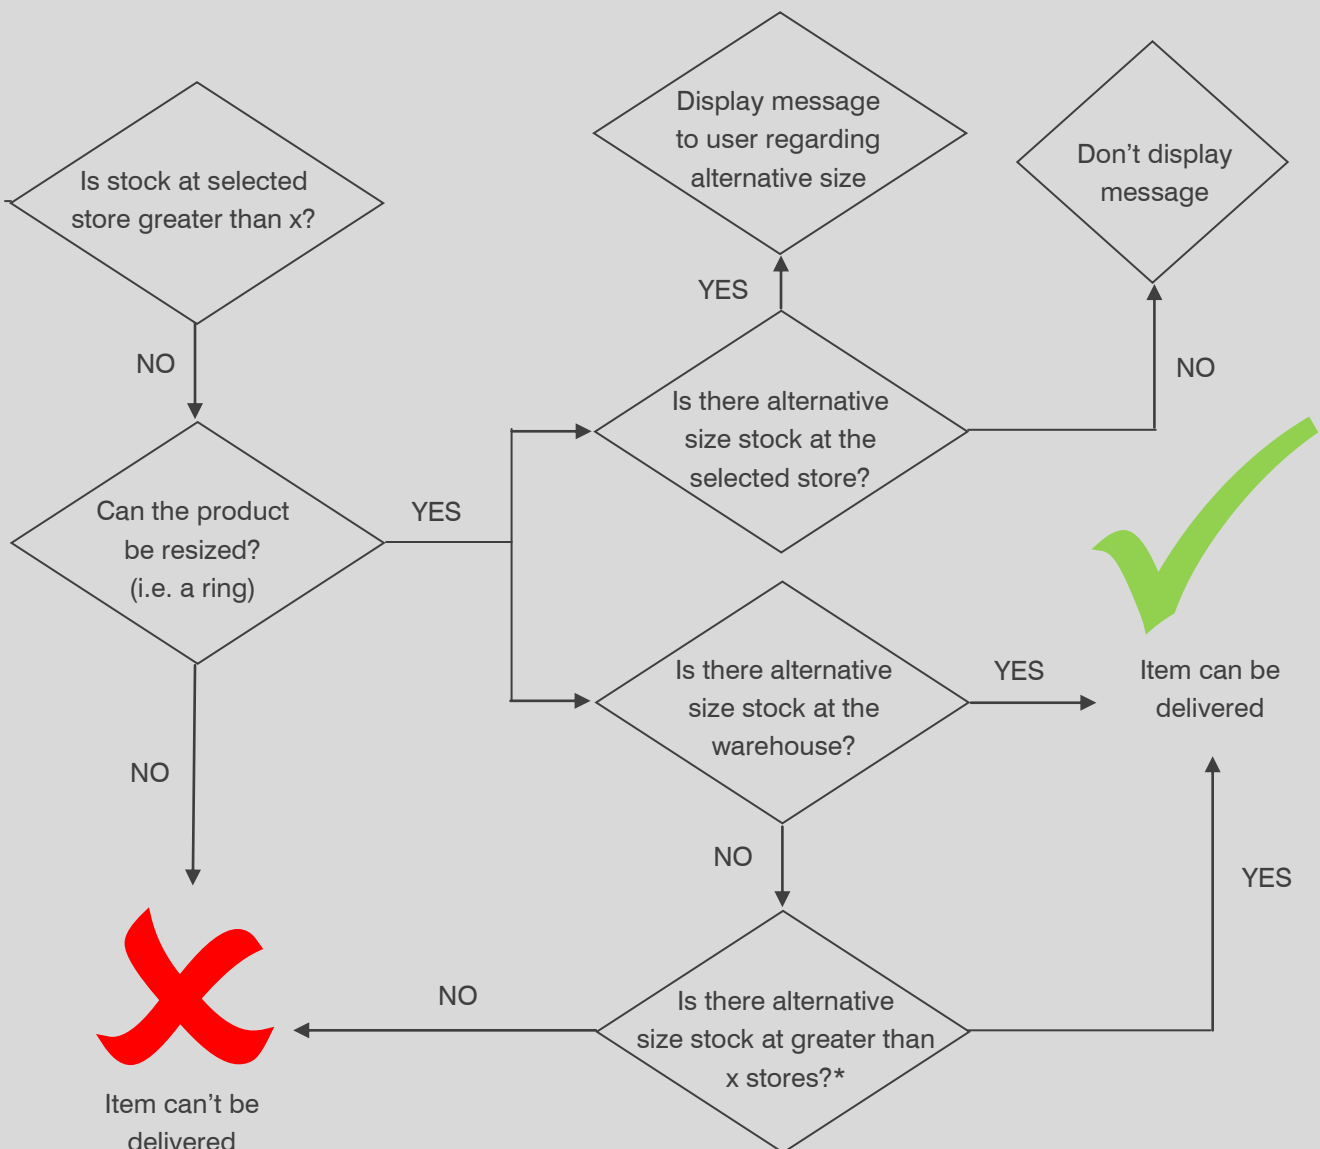 Is stock at selected
store greater than x?
NO
Display message
to user regarding
alternative size
Don’t display
message
YES
NO
Is there alternative
size stock at the
selected store?
Can the product
be resized?
(i.e. a ring)
YES
NO
Is there alternative
size stock at the
warehouse?
YES
Item can be
delivered
NO
YES
Is there alternative
size stock at greater than
x stores?*
NO
Item can’t be
delivered